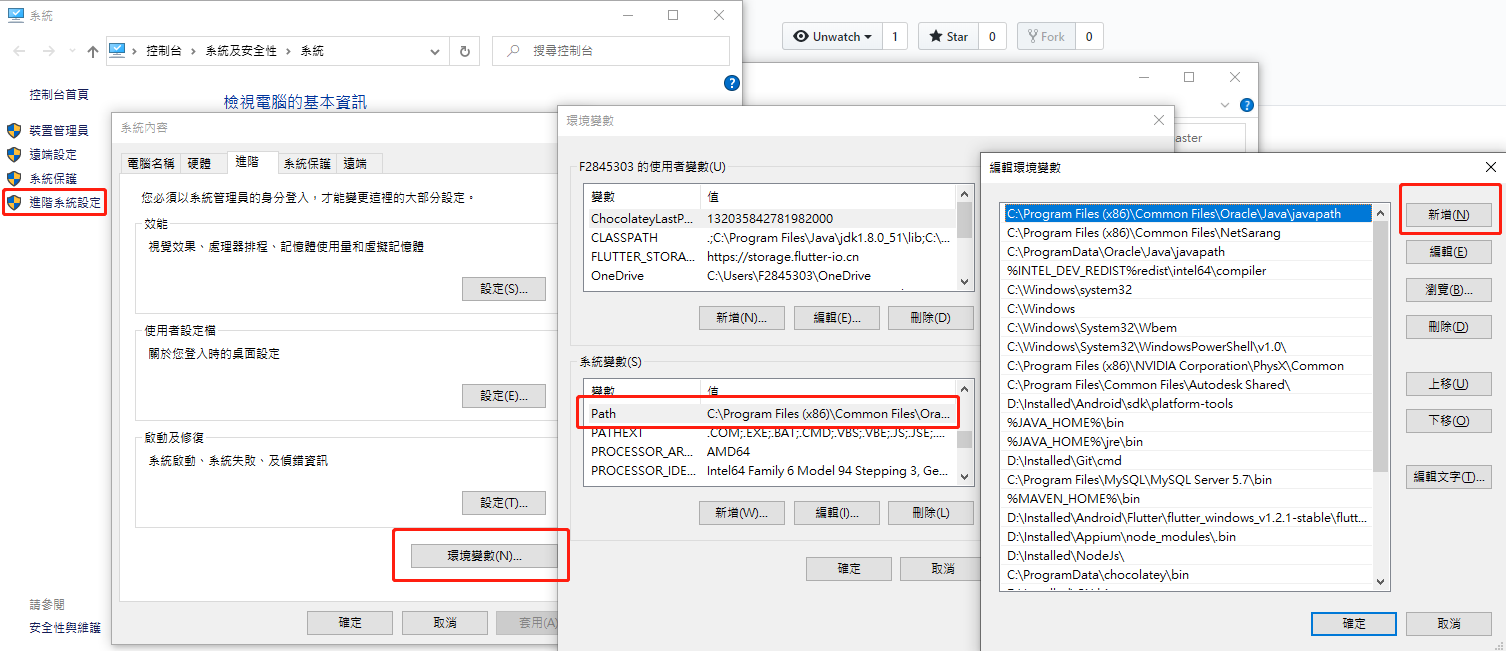 系統
控制台 › 系統及安全性 › 系統
搜尋控制台
控制台首頁
裝置管理員
遠端設定
系統保護
進階系統設定
請參閱
安全性與維護
檢視電腦的基本資訊
Unwatch 1
Star 0
Fork 0
aster
系統內容
電腦名稱 硬體 進階 系統保護 遠端
您必須以系統管理員的身分登入，才能變更這裡的大部分設定。
效能
視覺效果、處理器排程、記憶體使用量和虛擬記憶體
設定(S)...
使用者設定檔
關於您登入時的桌面設定
設定(E)...
啟動及修復
系統啟動、系統失敗、及偵錯資訊
設定(T)...
環境變數(N)...
確定 取消 套用(A)
環境變數
F2845303 的使用者變數(U)
變數 值
ChocolateyLastP... 132035842781982000
CLASSPATH .;C:\Program Files\Java\jdk1.8.0_51\lib;C:\...
FLUTTER_STORA... https://storage.flutter-io.cn
OneDrive C:\Users\F2845303\OneDrive
新增(N)... 編輯(E)... 刪除(D)
系統變數(S)
變數 值
Path C:\Program Files (x86)\Common Files\Ora...
PATHEXT .COM;.EXE;.BAT;.CMD;.VBS;.VBE;.JS;.JSE;....
PROCESSOR_AR... AMD64
PROCESSOR_IDE... Intel64 Family 6 Model 94 Stepping 3, Ge...
新增(W)... 編輯(I)... 刪除(L)
確定 取消
編輯環境變數
C:\Program Files (x86)\Common Files\Oracle\Java\javapath
C:\Program Files (x86)\Common Files\NetSarang
C:\ProgramData\Oracle\Java\javapath
%INTEL_DEV_REDIST%redist\intel64\compiler
C:\Windows\system32
C:\Windows
C:\Windows\System32\Wbem
C:\Windows\System32\WindowsPowerShell\v1.0\
C:\Program Files (x86)\NVIDIA Corporation\PhysX\Common
C:\Program Files\Common Files\Autodesk Shared\
D:\Installed\Android\sdk\platform-tools
%JAVA_HOME%\bin
%JAVA_HOME%\jre\bin
D:\Installed\Git\cmd
C:\Program Files\MySQL\MySQL Server 5.7\bin
%MAVEN_HOME%\bin
D:\Installed\Android\Flutter\flutter_windows_v1.2.1-stable\flutt...
D:\Installed\Appium\node_modules\.bin
D:\Installed\NodeJs\
C:\ProgramData\chocolatey\bin
新增(N)
編輯(E)
瀏覽(B)...
刪除(D)
上移(U)
下移(O)
編輯文字(T)...
確定 取消